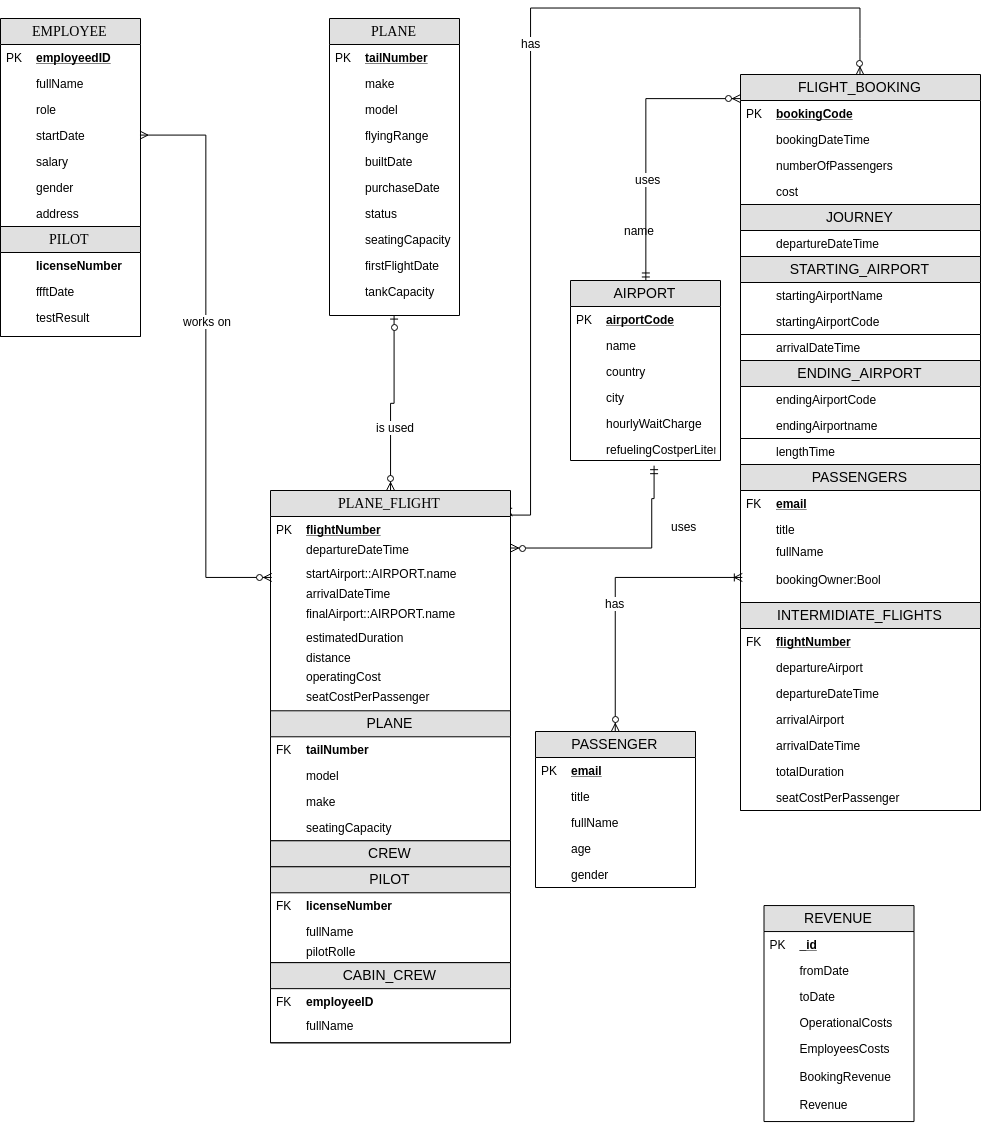 EMPLOYEE
PK employeedID
fullName
role
startDate
salary
gender
address
PILOT
licenseNumber
ffftDate
testResult
works on
PLANE
PK tailNumber
make
model
flyingRange
builtDate
purchaseDate
status
seatingCapacity
firstFlightDate
tankCapacity
is used
PLANE_FLIGHT
PK flightNumber
departureDateTime
startAirport::AIRPORT.name
arrivalDateTime
finalAirport::AIRPORT.name
estimatedDuration
distance
operatingCost
seatCostPerPassenger
PLANE
FK tailNumber
model
make
seatingCapacity
CREW
PILOT
FK licenseNumber
fullName
pilotRolle
CABIN_CREW
FK employeeID
fullName
has
uses
name
AIRPORT
PK airportCode
name
country
city
hourlyWaitCharge
refuelingCostperLiter
uses
has
PASSENGER
PK email
title
fullName
age
gender
FLIGHT_BOOKING
PK bookingCode
bookingDateTime
numberOfPassengers
cost
JOURNEY
departureDateTime
STARTING_AIRPORT
startingAirportName
startingAirportCode
arrivalDateTime
ENDING_AIRPORT
endingAirportCode
endingAirportname
lengthTime
PASSENGERS
FK email
title
fullName
bookingOwner:Bool
INTERMIDIATE_FLIGHTS
FK flightNumber
departureAirport
departureDateTime
arrivalAirport
arrivalDateTime
totalDuration
seatCostPerPassenger
REVENUE
PK _id
fromDate
toDate
OperationalCosts
EmployeesCosts
BookingRevenue
Revenue